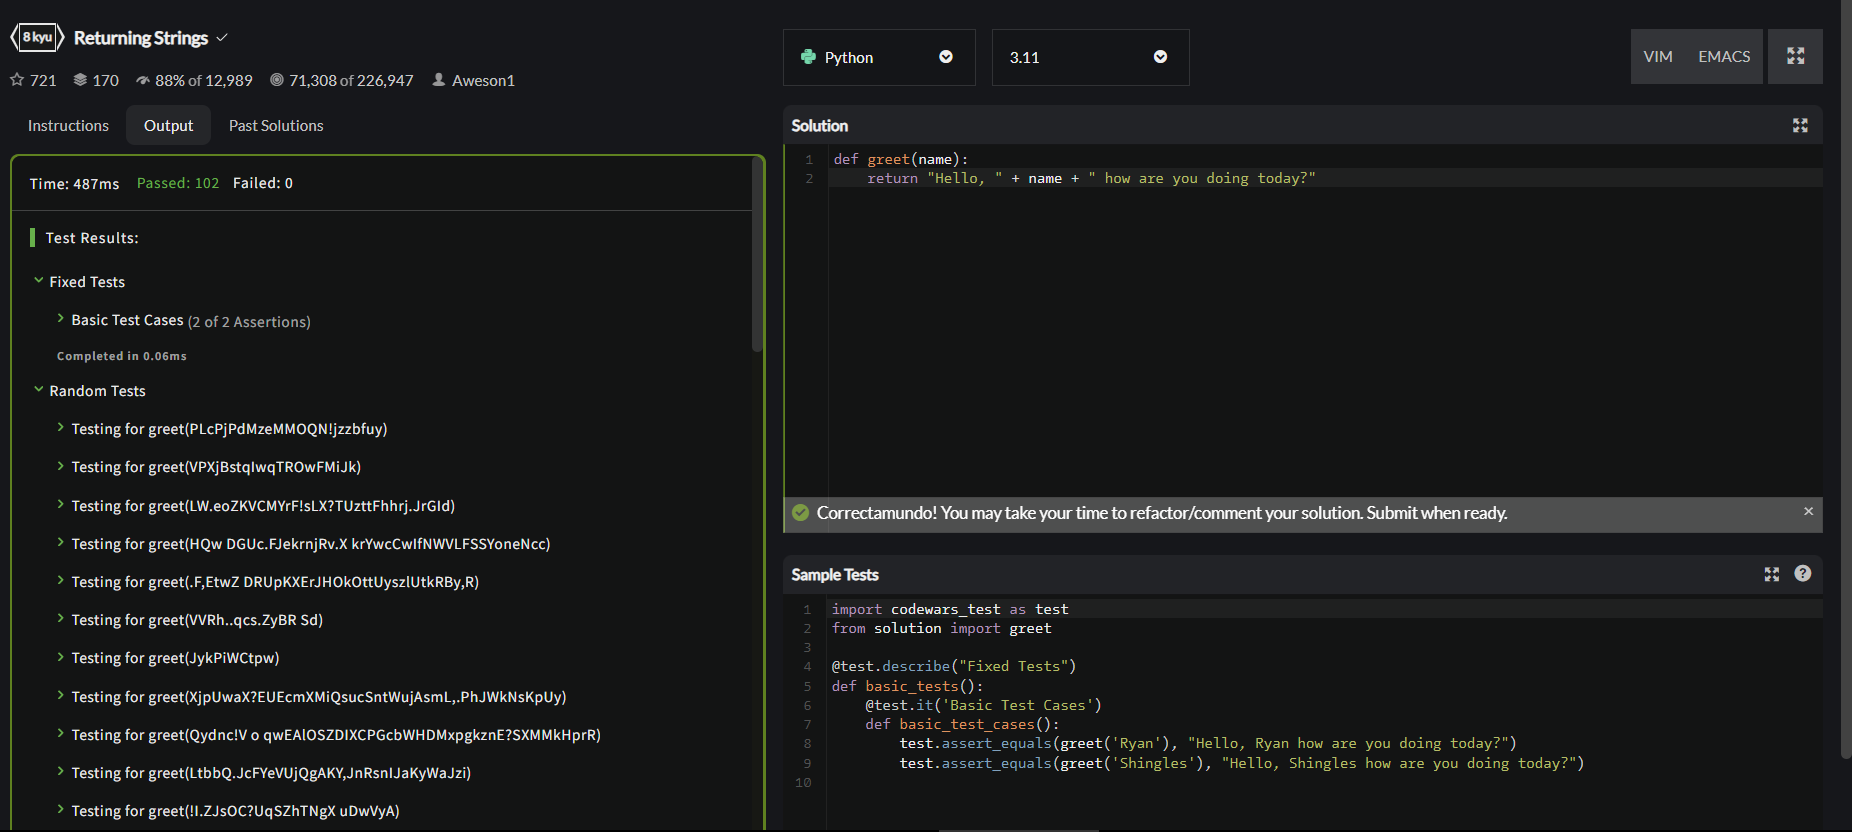 8 kyu Returning Strings
721 170 88% of 12,989 71,308 of 226,947 Aweson1
Instructions Output Past Solutions
Time: 487ms Passed: 102 Failed: 0
Test Results:
Fixed Tests
Basic Test Cases (2 of 2 Assertions)
Completed in 0.06ms
Random Tests
Testing for greet(PLcPjPdMzeMMOQN!jzzbfuy)
Testing for greet(VPXjBstqIwqTROwFMiJk)
Testing for greet(LW.eoZKVCMYrF!sLX?TUzttFhhrj.JrGId)
Testing for greet(HQw DGUc.FJekrnjRv.X krYwcCwIfNWVLFSSYoneNcc)
Testing for greet(.F,EtwZ DRUpKXErJHOkOttUyszlUtkRBy,R)
Testing for greet(VVRh..qcs.ZyBR Sd)
Testing for greet(JykPiWCtpw)
Testing for greet(XjpUwaX?EUEcmXMiQsucSntWujAsmL,.PhJWkNsKpUy)
Testing for greet(Qydnc!V o qwEAlOSZDIXCPGcbWHDMxpgkznE?SXMMkHprR)
Testing for greet(LtbbQ.JcFYeVUjQgAKY,JnRsnIJaKyWaJzi)
Testing for greet(!I.ZJsOC?UqSZhTNgX uDwVyA)
Python 3.11 VIM EMACS
Solution
1 def greet(name):
2 return "Hello, " + name + " how are you doing today?"
Correctamundo! You may take your time to refactor/comment your solution. Submit when ready.
Sample Tests
1 import codewars_test as test
2 from solution import greet
3
4 @test.describe("Fixed Tests")
5 def basic_tests():
6 @test.it('Basic Test Cases')
7 def basic_test_cases():
8 test.assert_equals(greet('Ryan'), "Hello, Ryan how are you doing today?")
9 test.assert_equals(greet('Shingles'), "Hello, Shingles how are you doing today?")
10